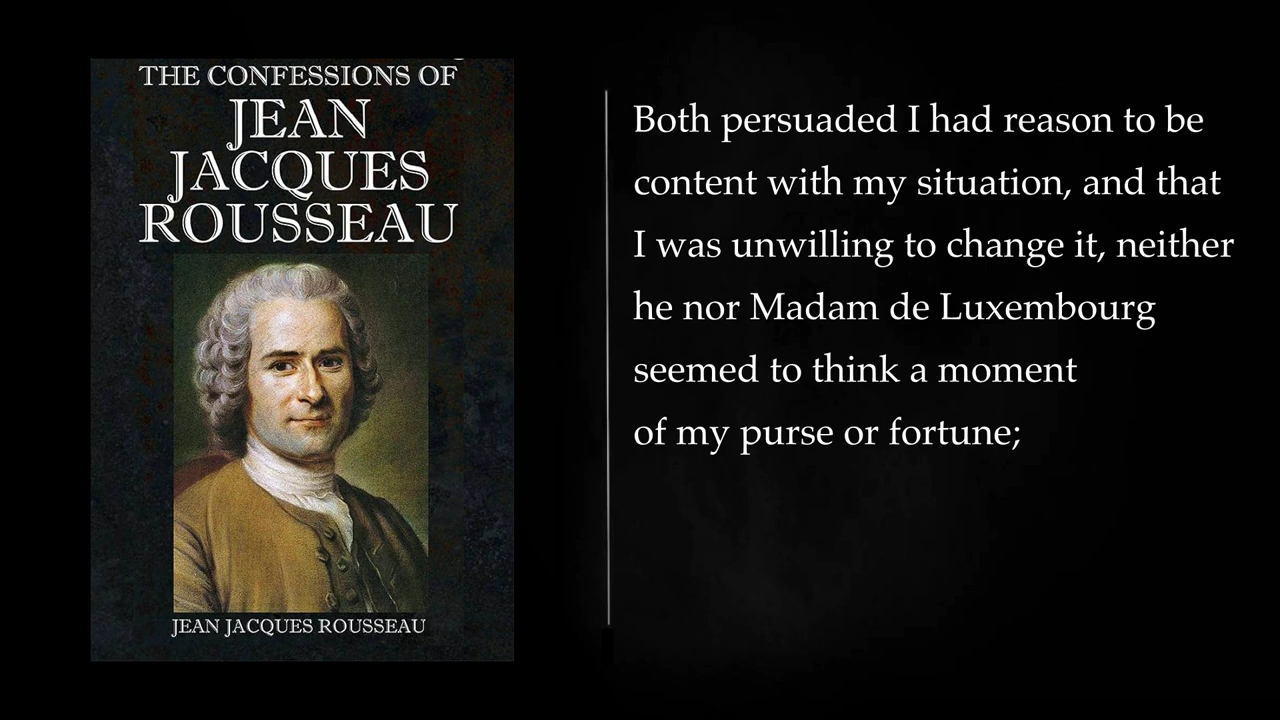 THE CONFESSIONS OF
JEAN
JACQUES
ROUSSEAU
JEAN JACQUES ROUSSEAU
Both persuaded I had reason to be
content with my situation, and that
I was unwilling to change it, neither
he nor Madam de Luxembourg
seemed to think a moment
of my purse or fortune;